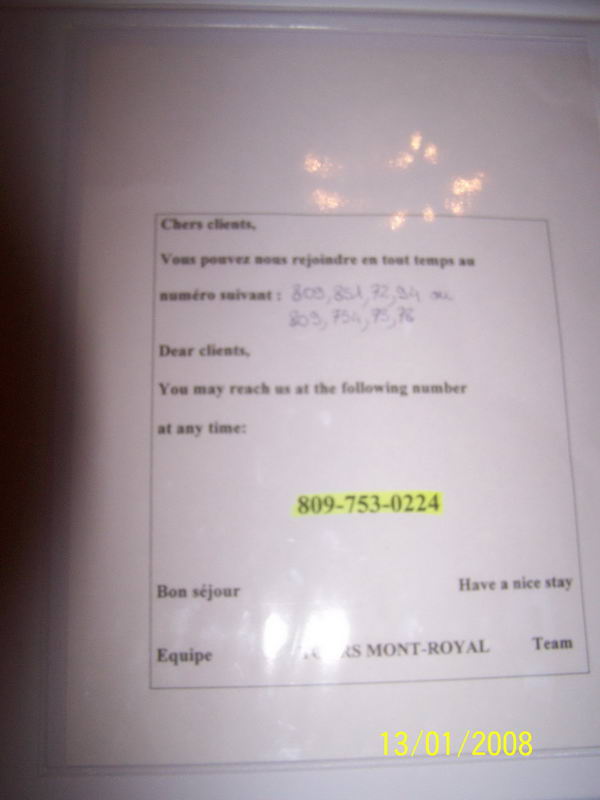 Chers clients,
Vous pouvez nous rejoindre en tout temps au
numéro suivant : 809,851,72,94 ou
809,754,75,76
Dear clients,
You may reach us at the following number
at any time:
809-753-0224
Bon séjour Have a nice stay
Equipe MONT-ROYAL Team
13/01/2008